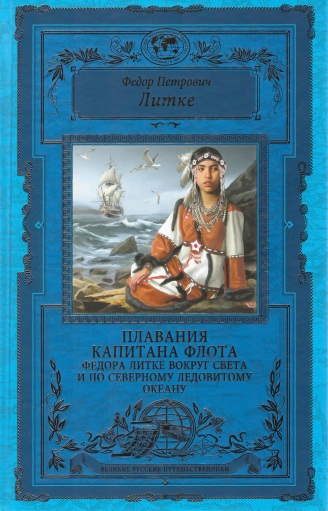 Федор Петрович
Литке
ПЛАВАНИЯ
КАПИТАНА ФЛОТА
ФЕДОРА ЛИТКЕ ВОКРУГ СВЕТА
И ПО СЕВЕРНОМУ ЛЕДОВИТОМУ
ОКЕАНУ
ВЕЛИКИЕ РУССКИЕ ПУТЕШЕСТВЕННИКИ